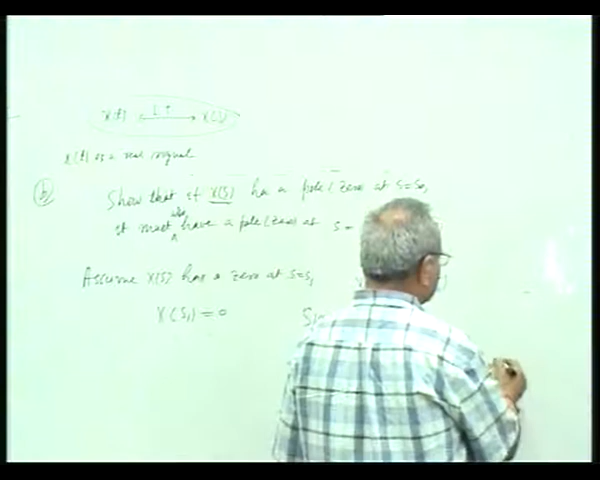 x(t) L.T. X(s)
x(t) is a real signal
(b) Show that if X(s) has a pole (zero) at s=s₀,
it must also have a pole (zero) at s =
Assume X(s) has a zero at s=s₁
X(s₁) = 0